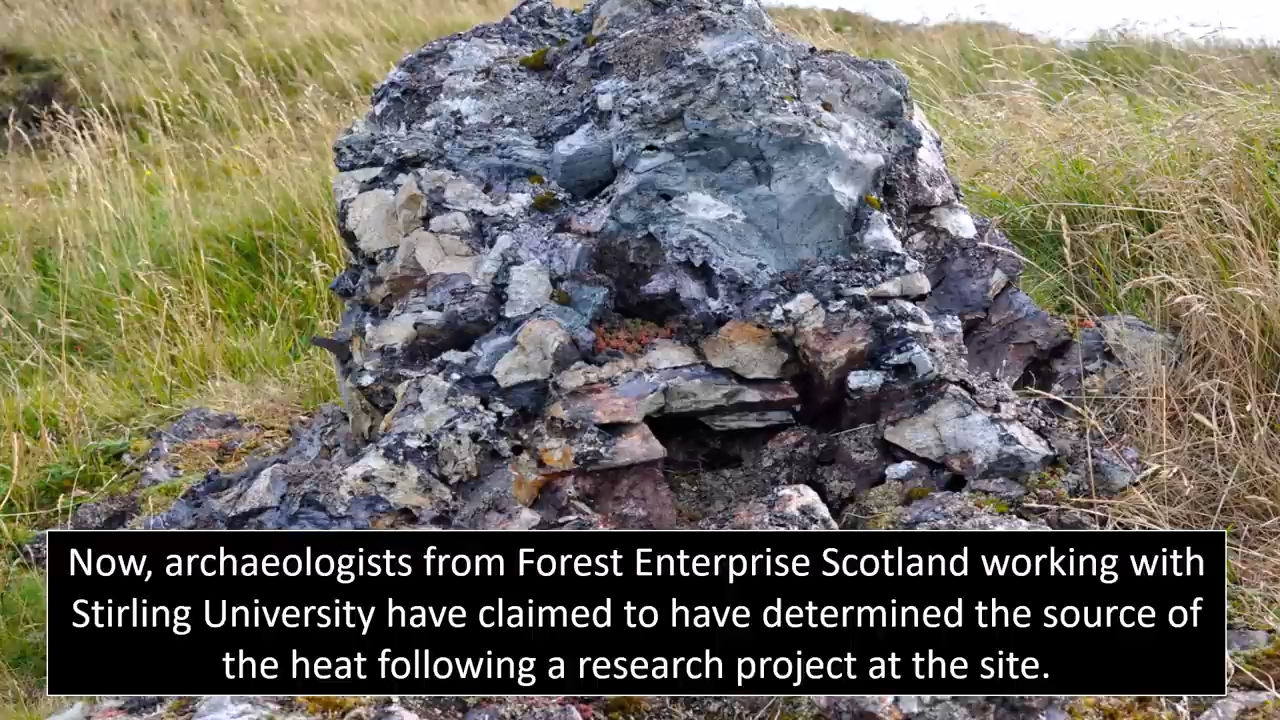 Now, archaeologists from Forest Enterprise Scotland working with
Stirling University have claimed to have determined the source of
the heat following a research project at the site.